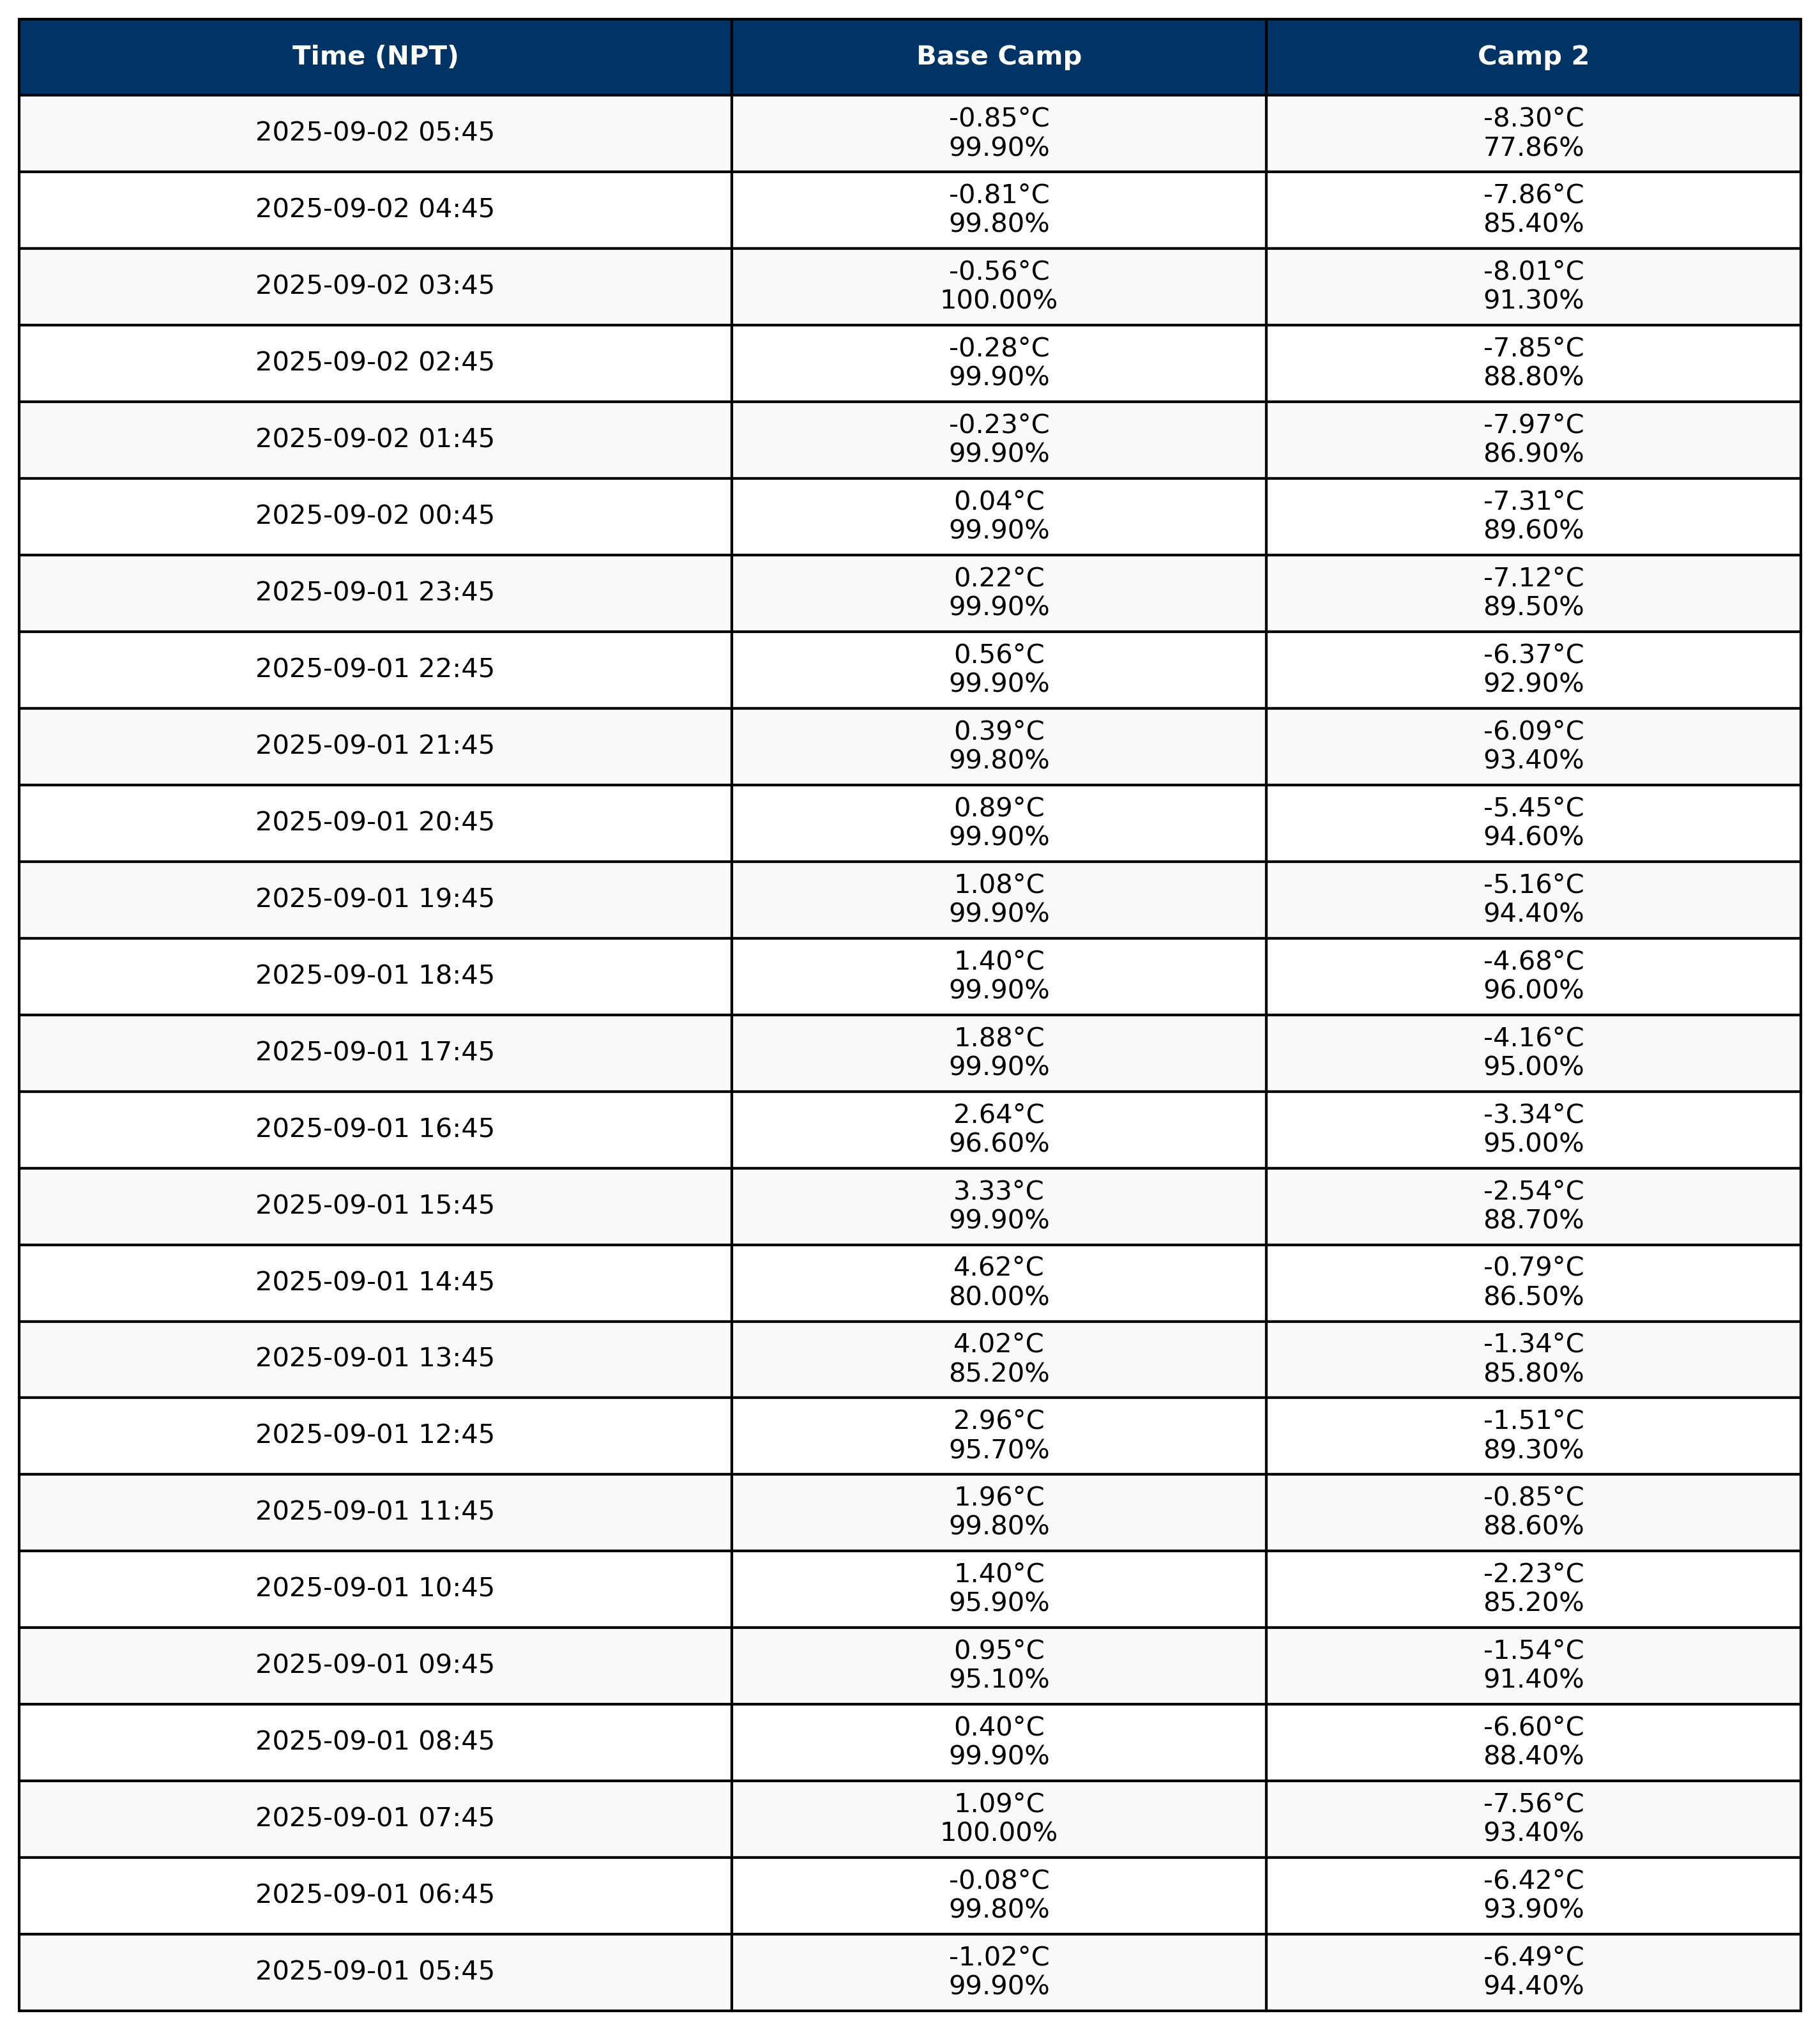 Time (NPT) Base Camp Camp 2
2025-09-02 05:45 -0.85°C -8.30°C
99.90% 77.86%
2025-09-02 04:45 -0.81°C -7.86°C
99.80% 85.40%
2025-09-02 03:45 -0.56°C -8.01°C
100.00% 91.30%
2025-09-02 02:45 -0.28°C -7.85°C
99.90% 88.80%
2025-09-02 01:45 -0.23°C -7.97°C
99.90% 86.90%
2025-09-02 00:45 0.04°C -7.31°C
99.90% 89.60%
2025-09-01 23:45 0.22°C -7.12°C
99.90% 89.50%
2025-09-01 22:45 0.56°C -6.37°C
99.90% 92.90%
2025-09-01 21:45 0.39°C -6.09°C
99.80% 93.40%
2025-09-01 20:45 0.89°C -5.45°C
99.90% 94.60%
2025-09-01 19:45 1.08°C -5.16°C
99.90% 94.40%
2025-09-01 18:45 1.40°C -4.68°C
99.90% 96.00%
2025-09-01 17:45 1.88°C -4.16°C
99.90% 95.00%
2025-09-01 16:45 2.64°C -3.34°C
96.60% 95.00%
2025-09-01 15:45 3.33°C -2.54°C
99.90% 88.70%
2025-09-01 14:45 4.62°C -0.79°C
80.00% 86.50%
2025-09-01 13:45 4.02°C -1.34°C
85.20% 85.80%
2025-09-01 12:45 2.96°C -1.51°C
95.70% 89.30%
2025-09-01 11:45 1.96°C -0.85°C
99.80% 88.60%
2025-09-01 10:45 1.40°C -2.23°C
95.90% 85.20%
2025-09-01 09:45 0.95°C -1.54°C
95.10% 91.40%
2025-09-01 08:45 0.40°C -6.60°C
99.90% 88.40%
2025-09-01 07:45 1.09°C -7.56°C
100.00% 93.40%
2025-09-01 06:45 -0.08°C -6.42°C
99.80% 93.90%
2025-09-01 05:45 -1.02°C -6.49°C
99.90% 94.40%